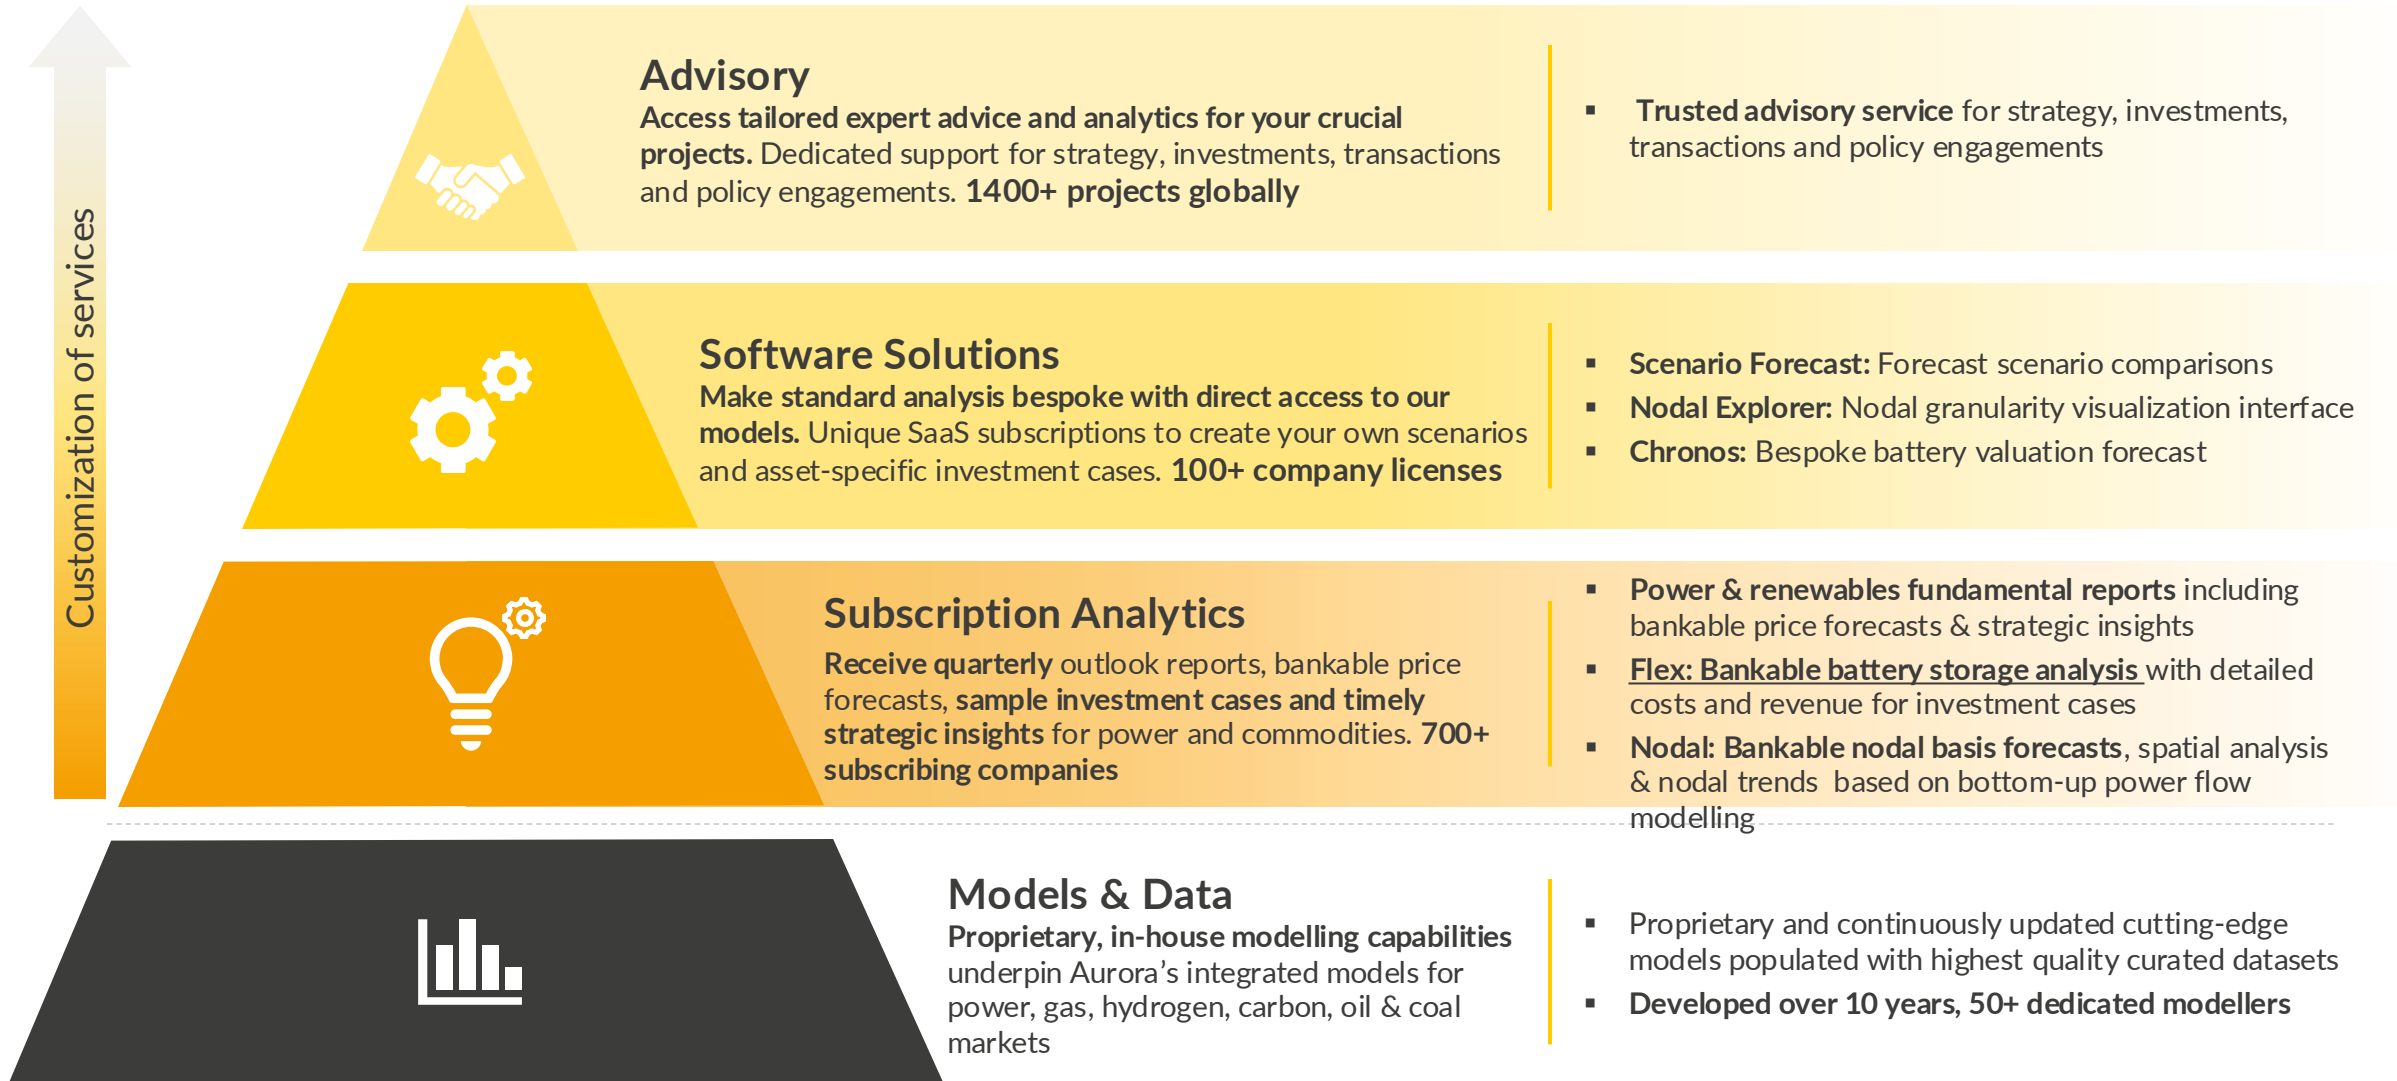 Customization of services
Advisory
Access tailored expert advice and analytics for your crucial
projects. Dedicated support for strategy, investments, transactions
and policy engagements. 1400+ projects globally
▪ Trusted advisory service for strategy, investments,
transactions and policy engagements
Software Solutions
Make standard analysis bespoke with direct access to our
models. Unique SaaS subscriptions to create your own scenarios
and asset-specific investment cases. 100+ company licenses
▪ Scenario Forecast: Forecast scenario comparisons
▪ Nodal Explorer: Nodal granularity visualization interface
▪ Chronos: Bespoke battery valuation forecast
Subscription Analytics
Receive quarterly outlook reports, bankable price
forecasts, sample investment cases and timely
strategic insights for power and commodities. 700+
subscribing companies
▪ Power & renewables fundamental reports including
bankable price forecasts & strategic insights
▪ Flex: Bankable battery storage analysis with detailed
costs and revenue for investment cases
▪ Nodal: Bankable nodal basis forecasts, spatial analysis
& nodal trends based on bottom-up power flow
modelling
Models & Data
Proprietary, in-house modelling capabilities
underpin Aurora’s integrated models for
power, gas, hydrogen, carbon, oil & coal
markets
▪ Proprietary and continuously updated cutting-edge
models populated with highest quality curated datasets
▪ Developed over 10 years, 50+ dedicated modellers